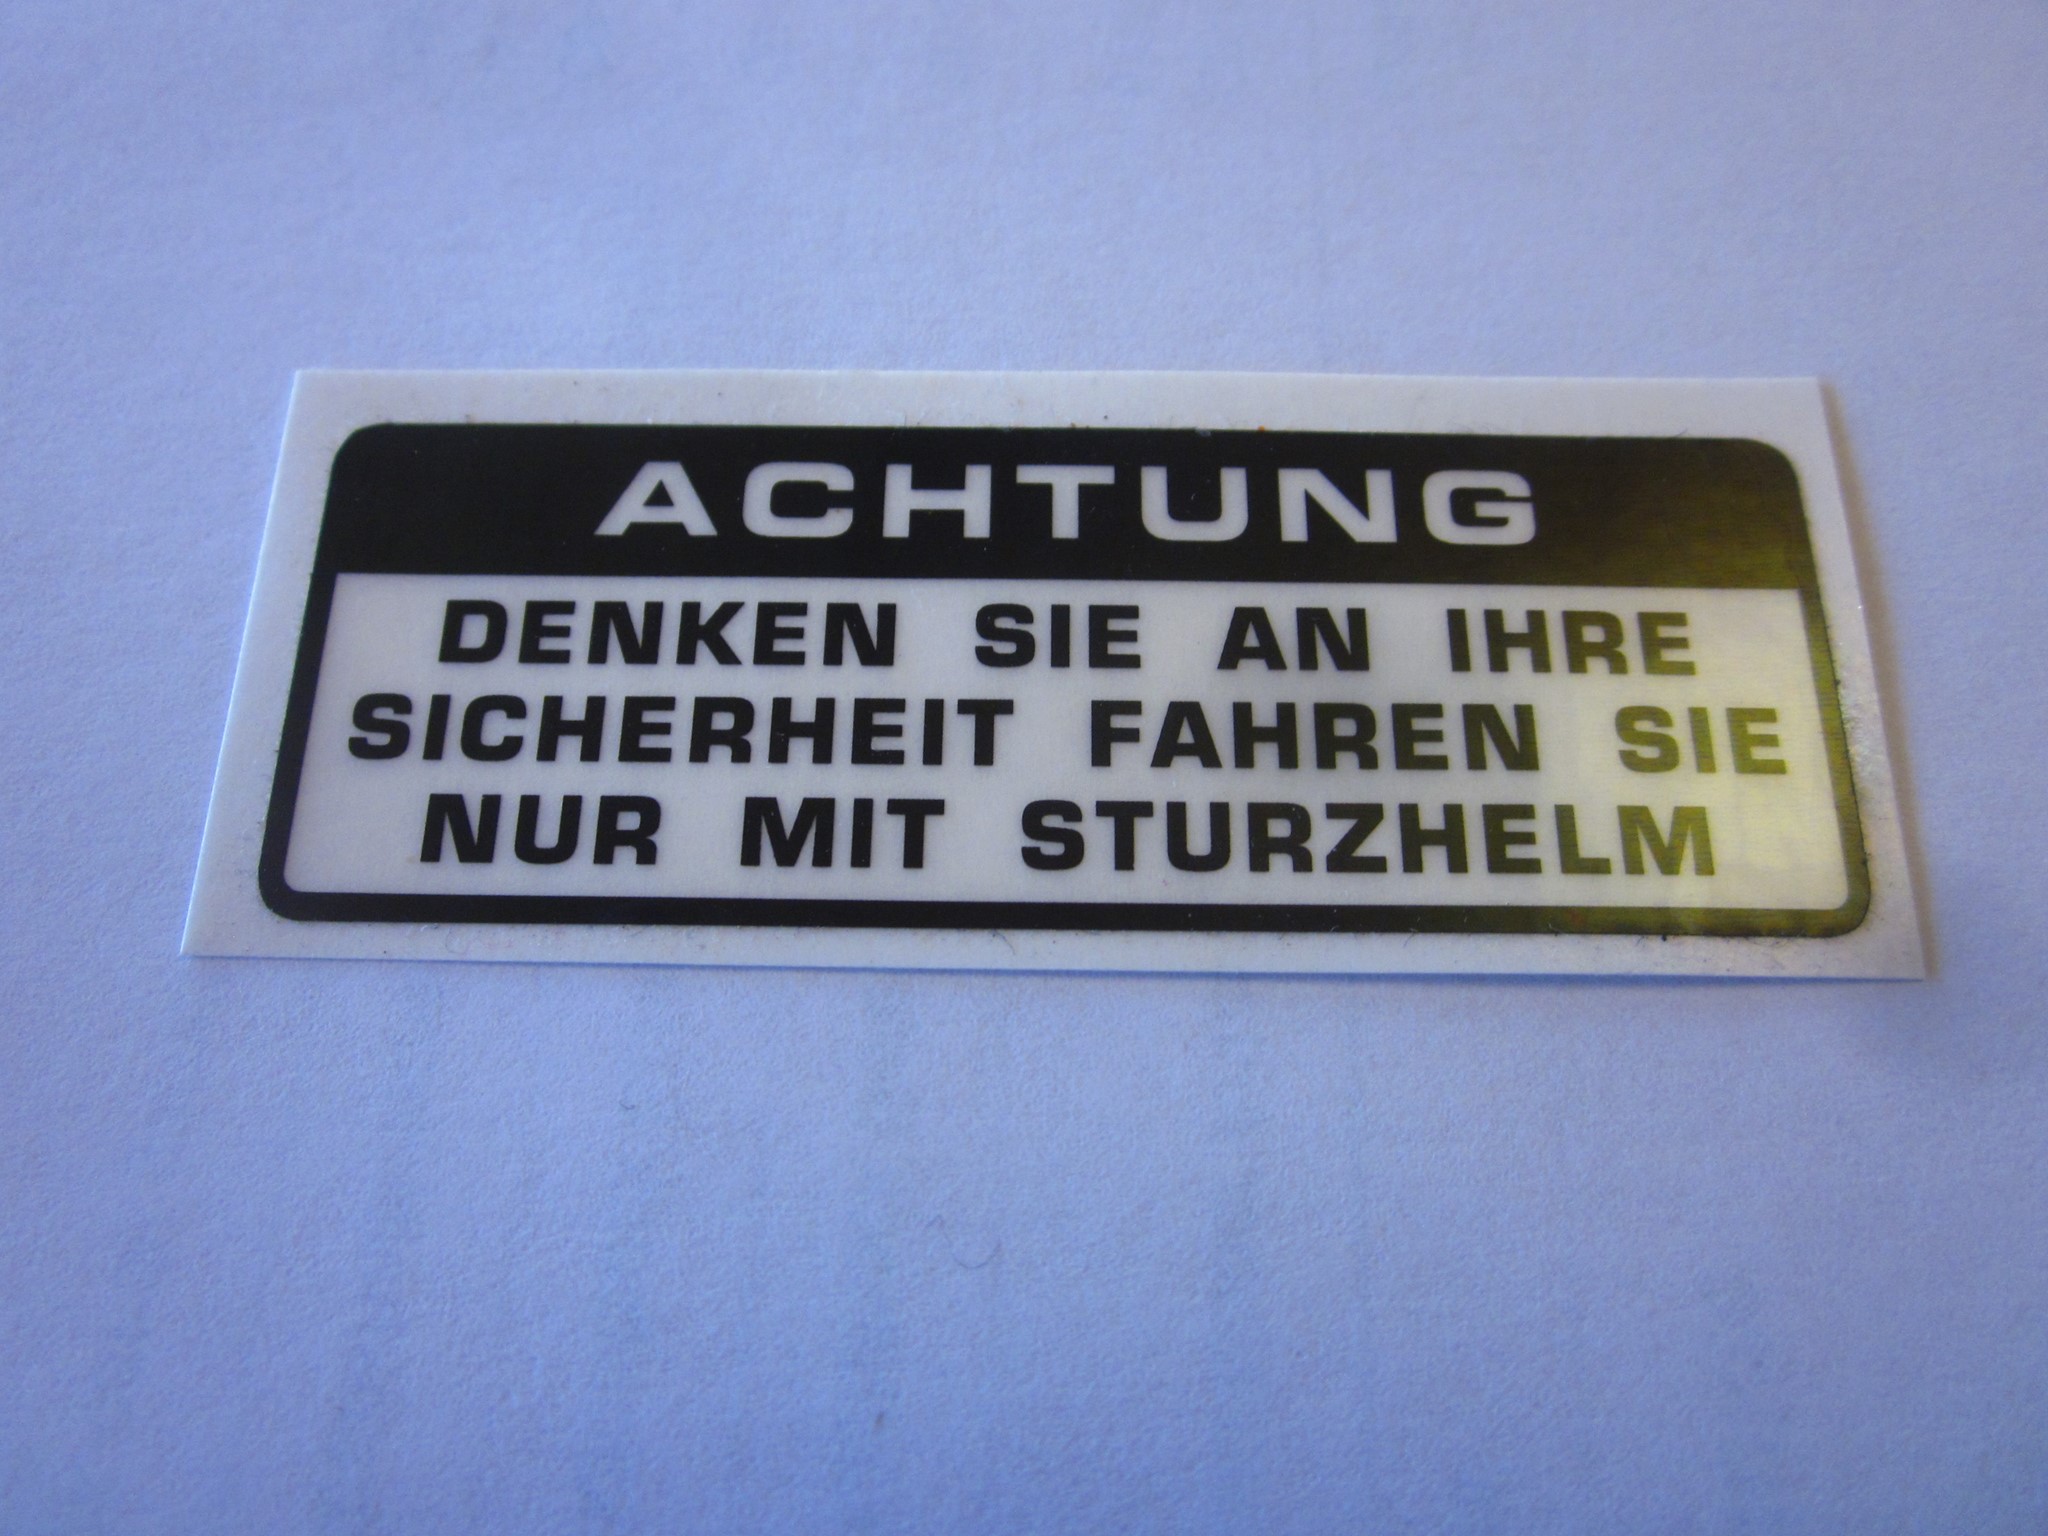 ACHTUNG
DENKEN SIE AN IHRE
SICHERHEIT FAHREN SIE
NUR MIT STURZHELM